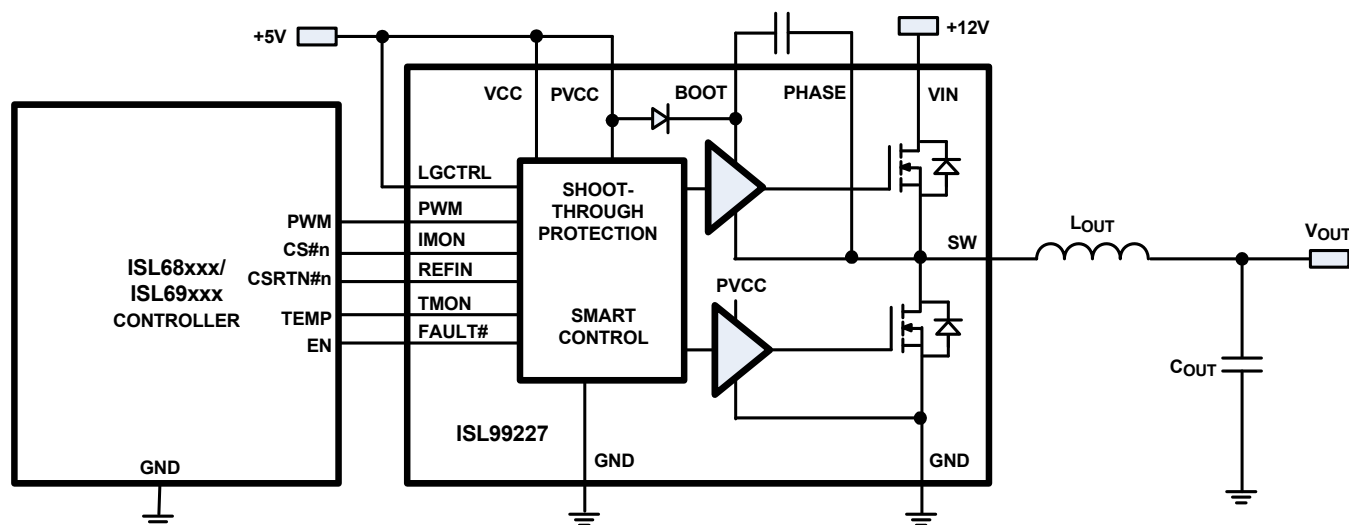 +5V
+12V
VCC
PVCC
BOOT
PHASE
VIN
LGCTRL
PWM
IMON
REFIN
TMON
FAULT#
SHOOT-
THROUGH
PROTECTION
SMART
CONTROL
PVCC
SW
LOUT
VOUT
COUT
PWM
CS#n
CSRTN#n
TEMP
EN
ISL68xxx/
ISL69xxx
CONTROLLER
GND
ISL99227
GND
GND